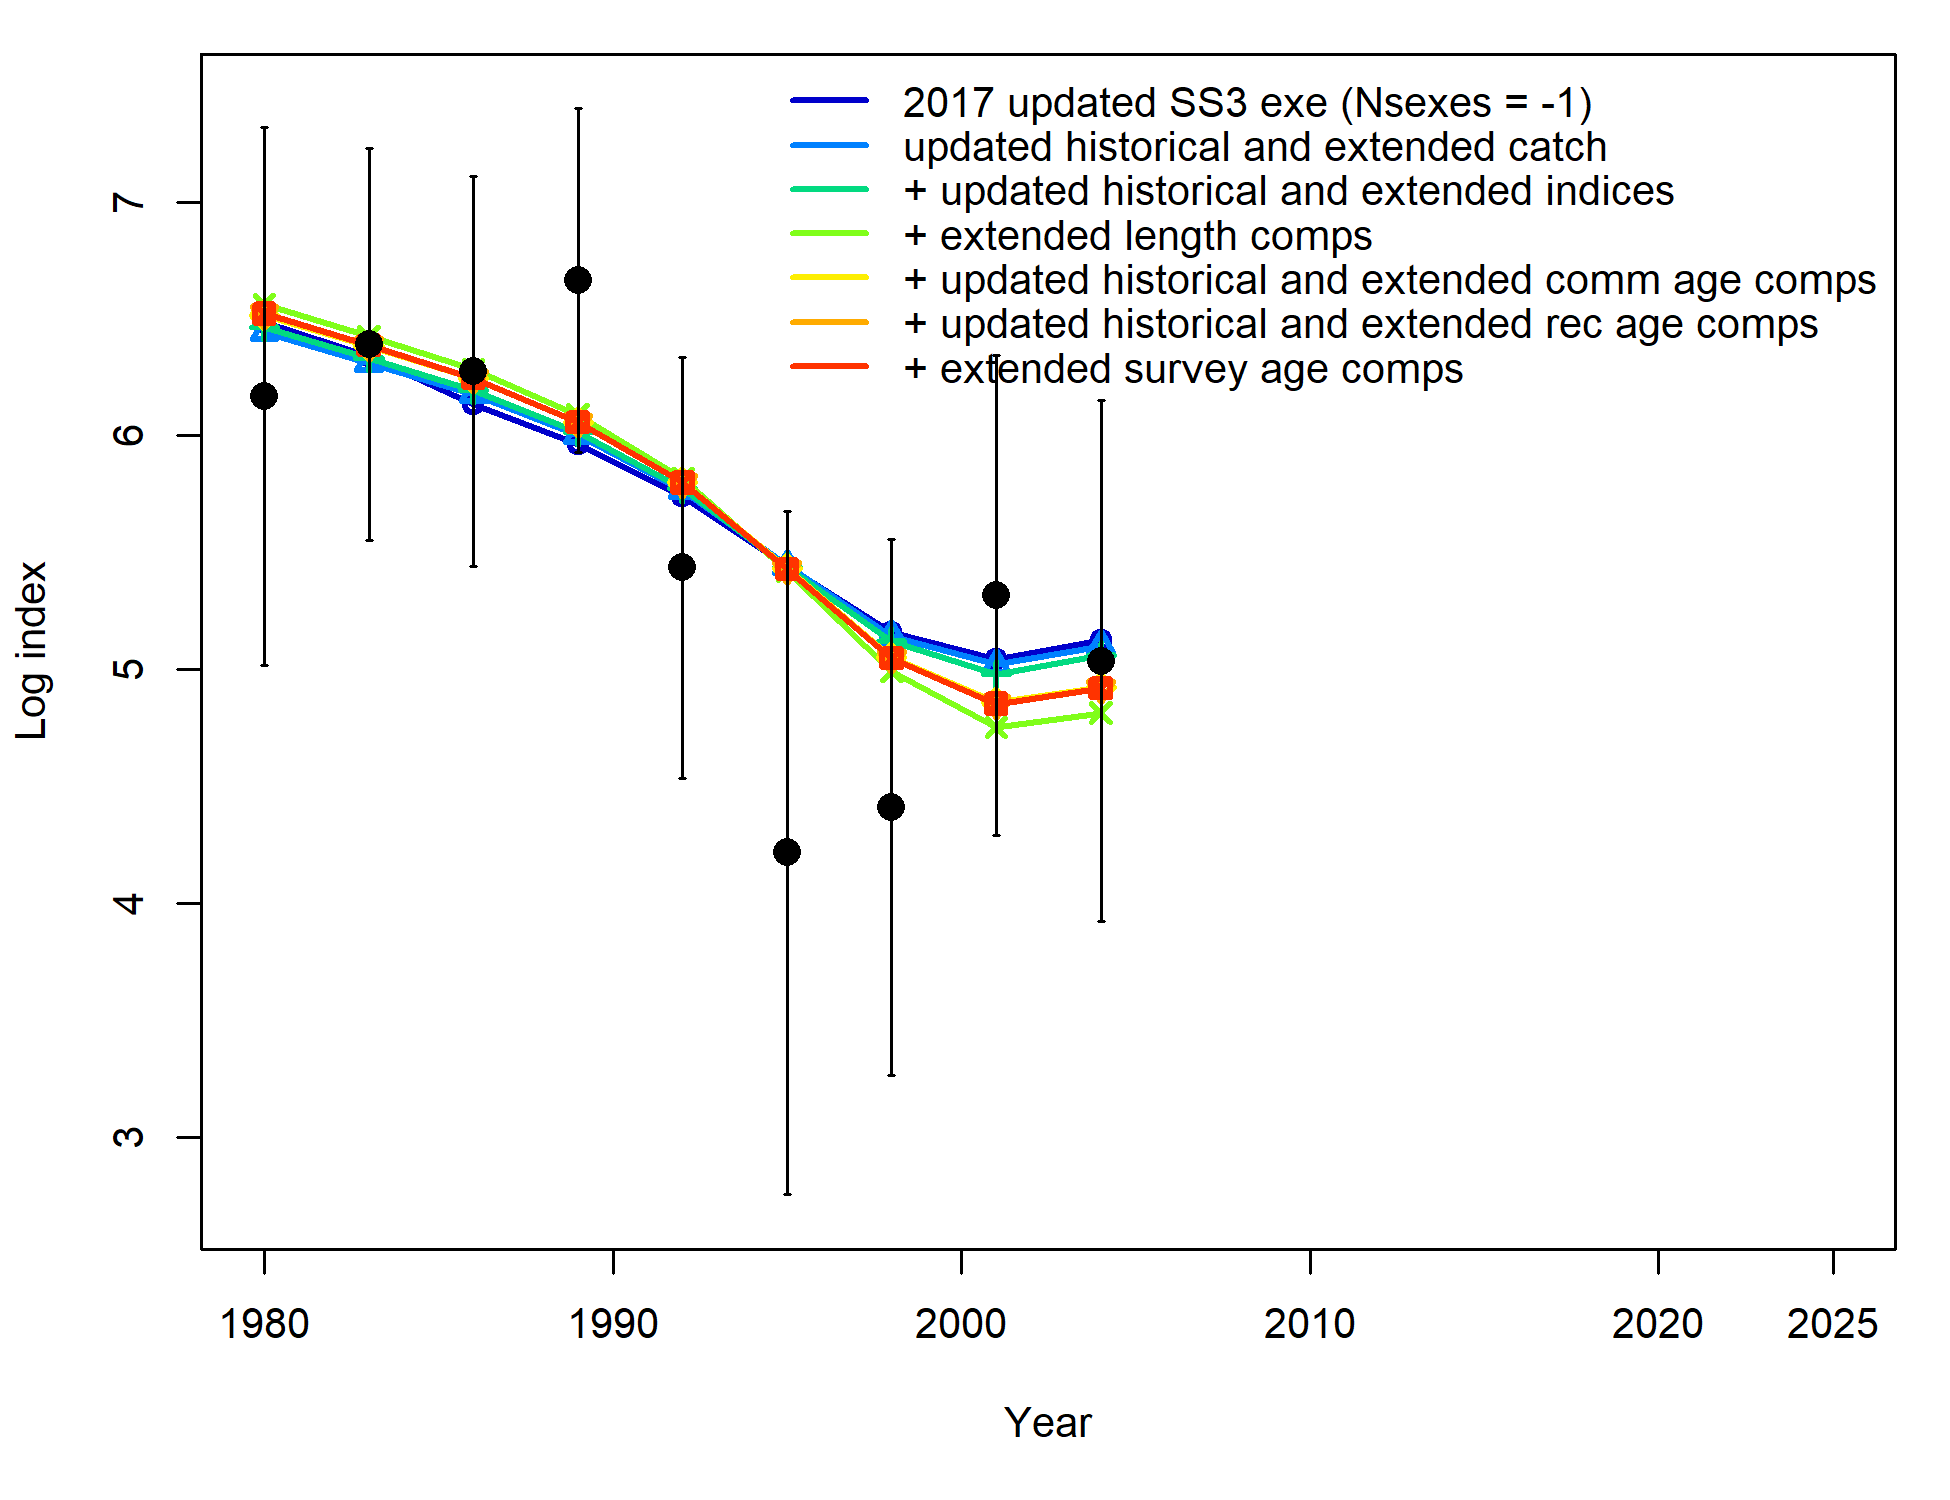 2017 updated SS3 exe (Nsexes = -1)
updated historical and extended catch
+ updated historical and extended indices
+ extended length comps
+ updated historical and extended comm age comps
+ updated historical and extended rec age comps
+ extended survey age comps
7
6
5
4
3
Log index
1980 1990 2000 2010 2020 2025
Year